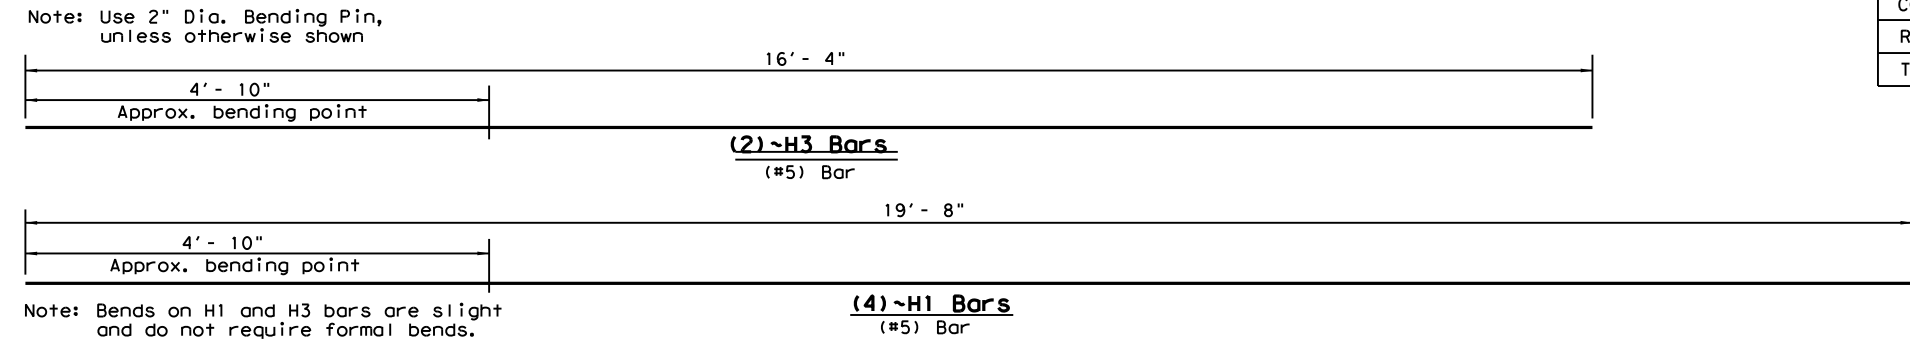 Note: Use 2" Dia. Bending Pin,
unless otherwise shown
16'- 4"
4'- 10"
Approx. bending point
(2)~H3 Bars
(#5) Bar
19'- 8"
4'- 10"
Approx. bending point
(4)~H1 Bars
(#5) Bar
Note: Bends on H1 and H3 bars are slight
and do not require formal bends.
R
T